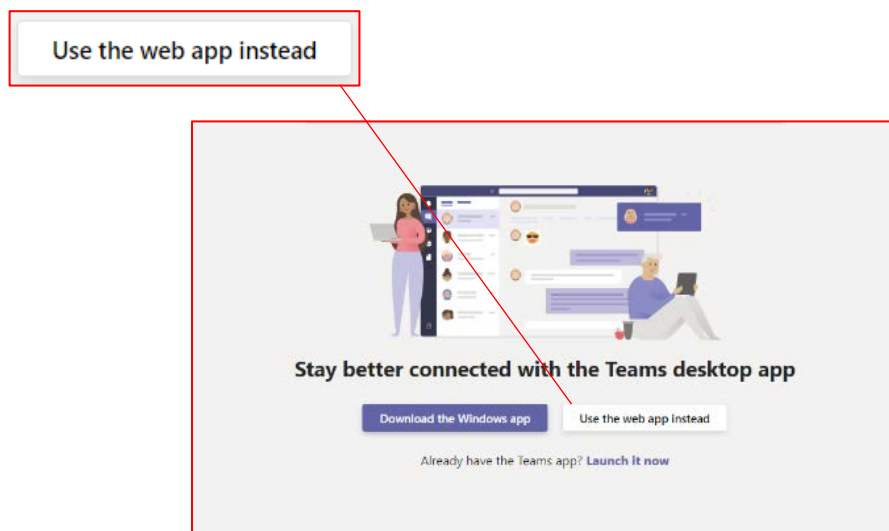 Use the web app instead
Stay better connected with the Teams desktop app
Download the Windows app
Use the web app instead
Already have the Teams app? Launch it now